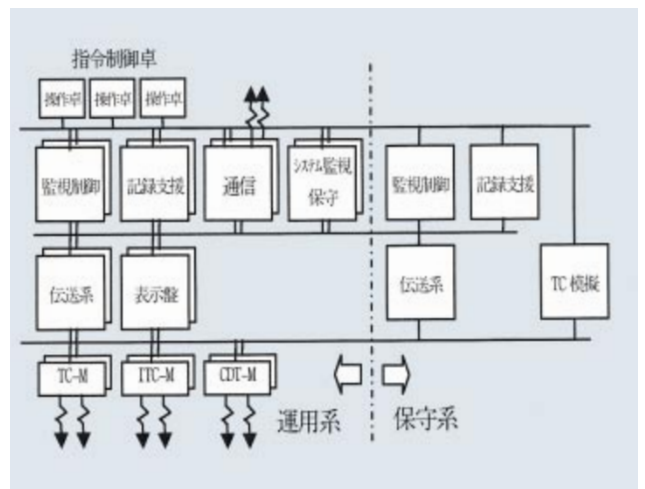 指令制御卓
操作卓 操作卓 操作卓
監視制御 記録支援 通信 システム監視 監視制御 記録支援
保守
伝送系 表示盤 伝送系 TC模擬
TC-M ITC-M CDT-M
運用系 保守系